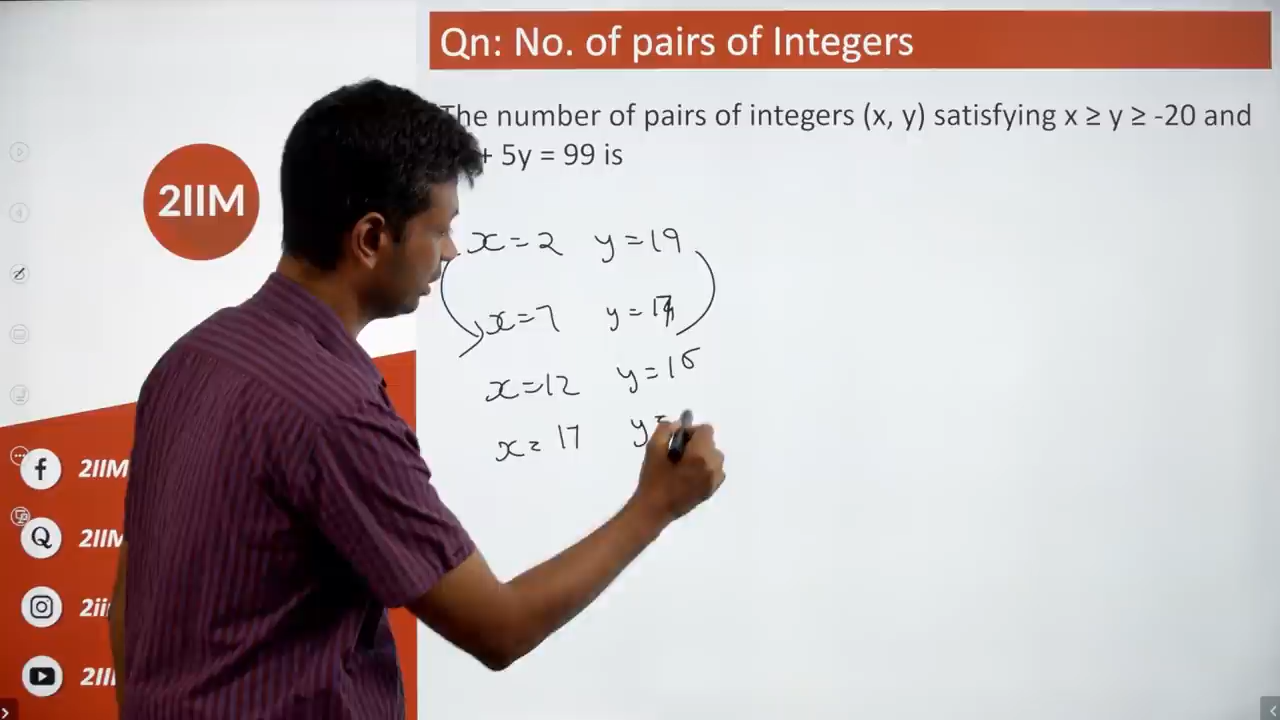 Qn: No. of pairs of Integers
The number of pairs of integers (x, y) satisfying x ≥ y ≥ -20 and
+ 5y = 99 is
2IIM
x = 2 y = 19
x = 7 y = 17
x = 12 y = 15
x = 17 y =
f 2IIM
Q 2IIM
2ii
2II